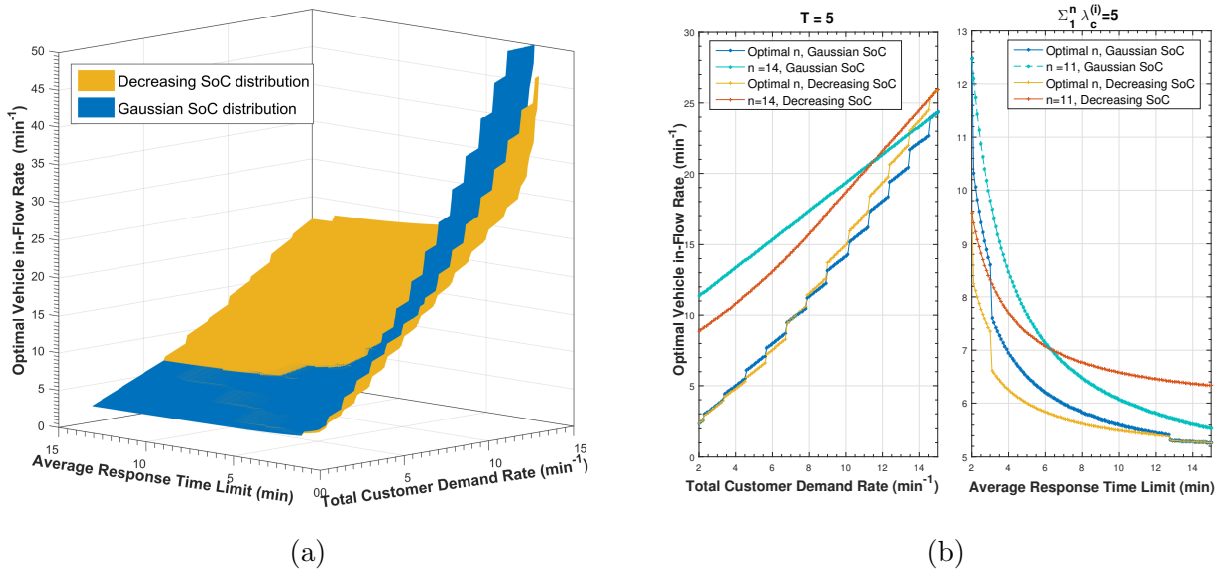 50
45
40
35
30
25
20
15
10
5
0
Optimal Vehicle in-Flow Rate (min-1)
Decreasing SoC distribution
Gaussian SoC distribution
15
10
5
0
Average Response Time Limit (min)
0
5
10
15
Total Customer Demand Rate (min-1)
(a)
T = 5
30
25
20
15
10
5
0
Optimal Vehicle in-Flow Rate (min-1)
Optimal n, Gaussian SoC
n =14, Gaussian SoC
Optimal n, Decreasing SoC
n=14, Decreasing SoC
2 4 6 8 10 12 14
Total Customer Demand Rate (min-1)
Σ1n λc(i)=5
13
12
11
10
9
8
7
6
5
Optimal n, Gaussian SoC
n =11, Gaussian SoC
Optimal n, Decreasing SoC
n=11, Decreasing SoC
2 4 6 8 10 12 14
Average Response Time Limit (min)
(b)